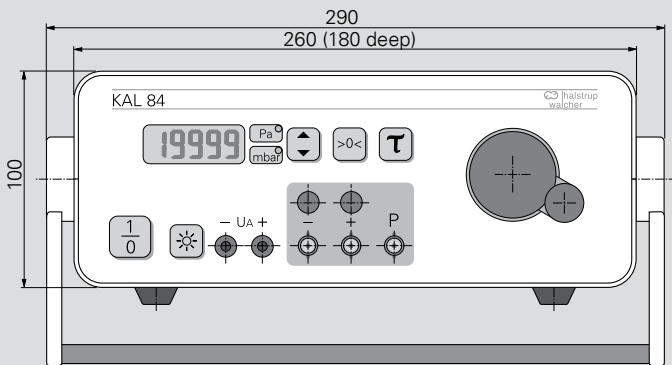 290
260 (180 deep)
100
KAL 84
halstrup
walcher
19999
Pa
mbar
>0<
τ
1
0
− UA +
− + P